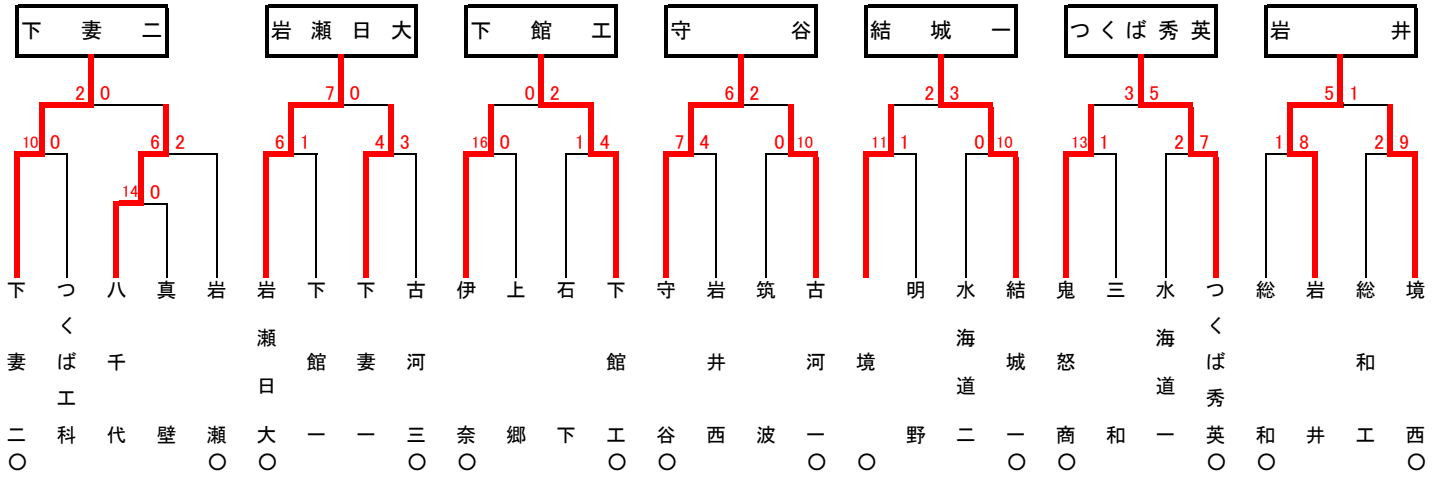 下妻二 岩瀬日大 下館工 守谷 結城一 つくば秀英 岩井
2 0 7 0 0 2 6 2 2 3 3 5 5 1
10 0 6 2 6 1 4 3 16 0 1 4 7 4 0 10 11 1 0 10 13 1 2 7 1 8 2 9
14 0
下妻二
つくば工科
八千代
真壁
岩瀬
岩瀬日大
下館一
下妻一
古河三
伊奈
上郷
石下
下館工
守谷
岩井西
筑波
古河一
境
明野
水海道二
結城一
鬼怒商
三和
水海道一
つくば秀英
総和
岩井
総和工
境西
○ ○ ○ ○ ○ ○ ○ ○ ○ ○ ○ ○ ○ ○